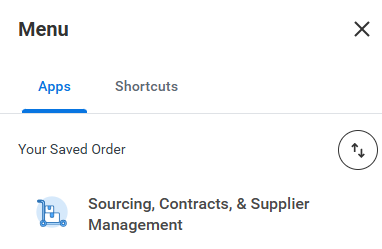 Menu
Apps
Shortcuts
Your Saved Order
Sourcing, Contracts, & Supplier
Management